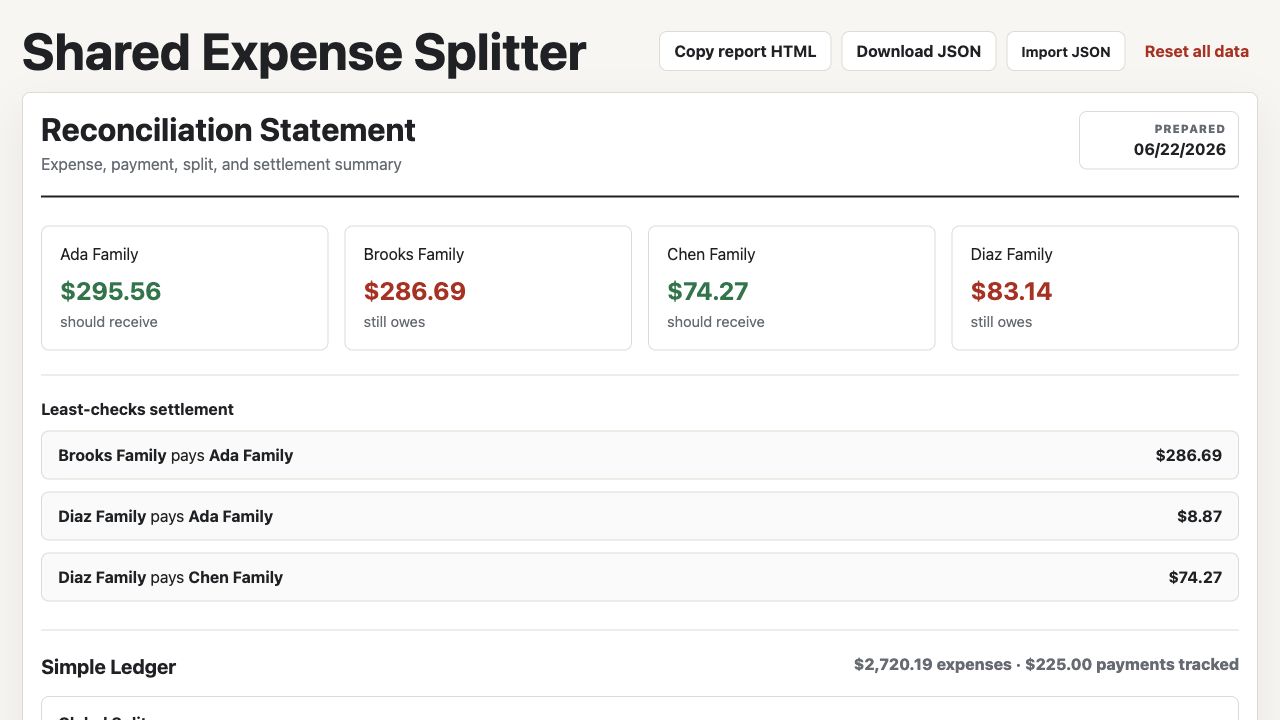 Shared Expense Splitter
Copy report HTML
Download JSON
Import JSON
Reset all data
Reconciliation Statement
Expense, payment, split, and settlement summary
PREPARED
06/22/2026
Ada Family
$295.56
should receive
Brooks Family
$286.69
still owes
Chen Family
$74.27
should receive
Diaz Family
$83.14
still owes
Least-checks settlement
Brooks Family pays Ada Family $286.69
Diaz Family pays Ada Family $8.87
Diaz Family pays Chen Family $74.27
Simple Ledger
$2,720.19 expenses · $225.00 payments tracked